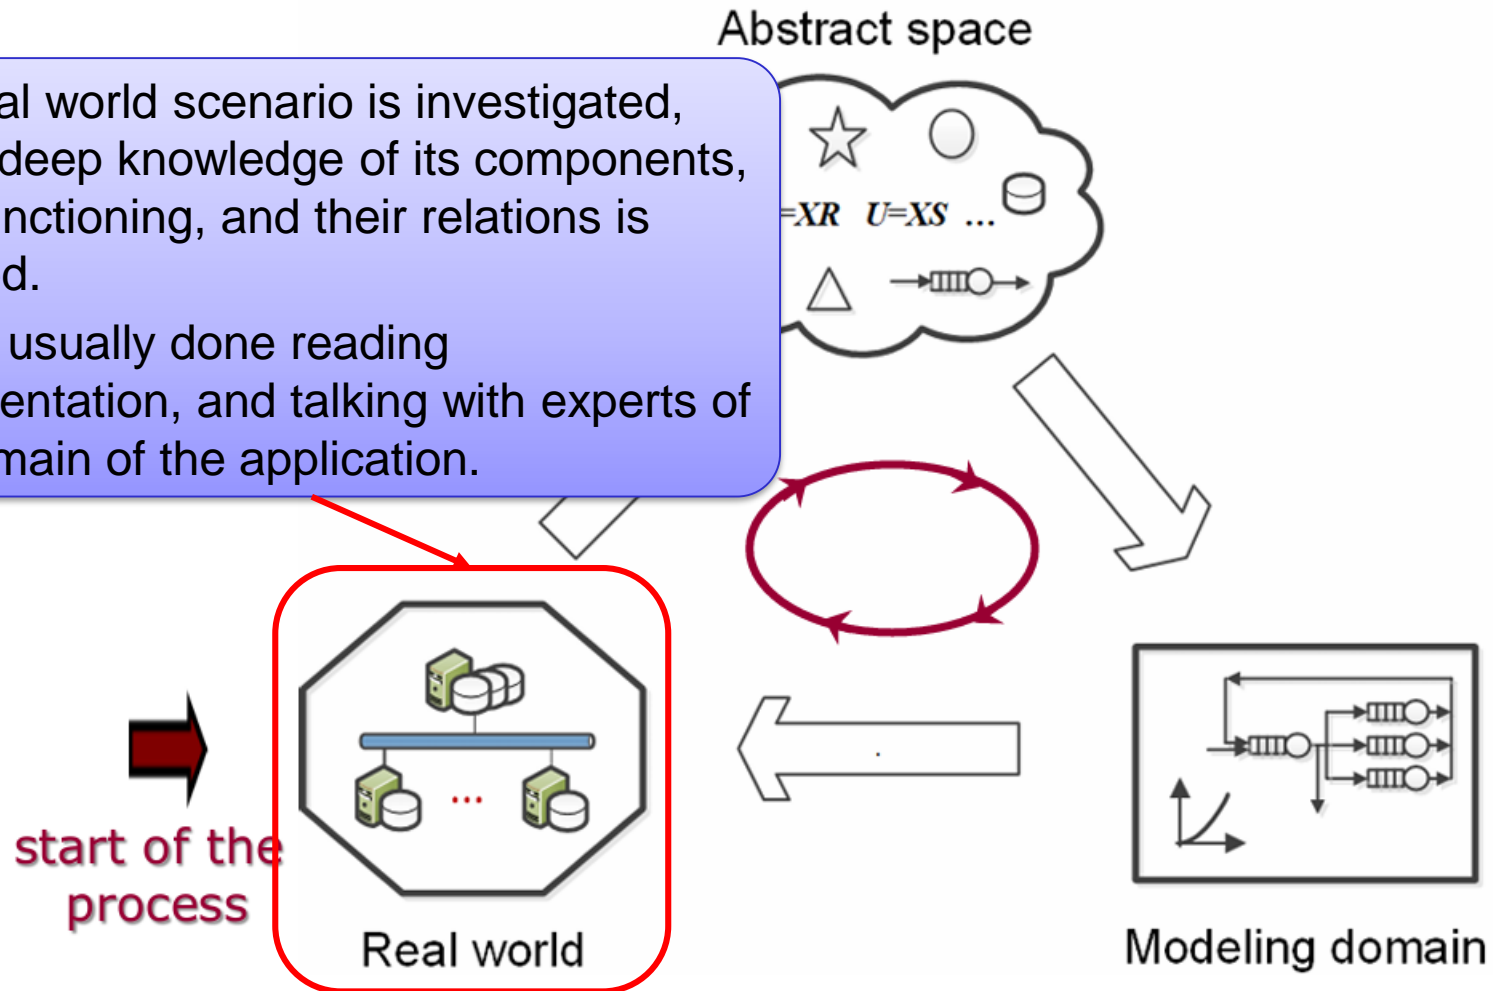 Abstract space
al world scenario is investigated,
deep knowledge of its components,
nctioning, and their relations is
d.
usually done reading
entation, and talking with experts of
main of the application.
=XR U=XS ...
...
start of the
process
Real world
Modeling domain